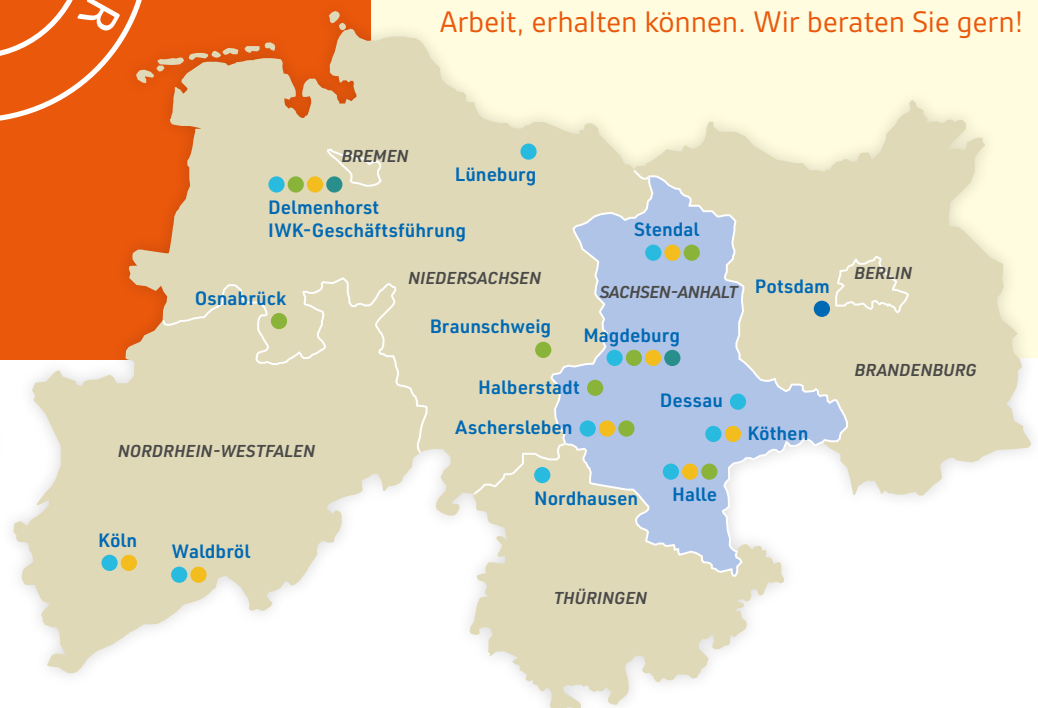 Arbeit, erhalten können. Wir beraten Sie gern!
R
BREMEN
Lüneburg
Delmenhorst
IWK-Geschäftsführung
Stendal
NIEDERSACHSEN
SACHSEN-ANHALT
Potsdam
BERLIN
Osnabrück
Braunschweig
Magdeburg
Halberstadt
BRANDENBURG
Dessau
Aschersleben
Köthen
NORDRHEIN-WESTFALEN
Nordhausen
Halle
Köln
Waldbröl
THÜRINGEN